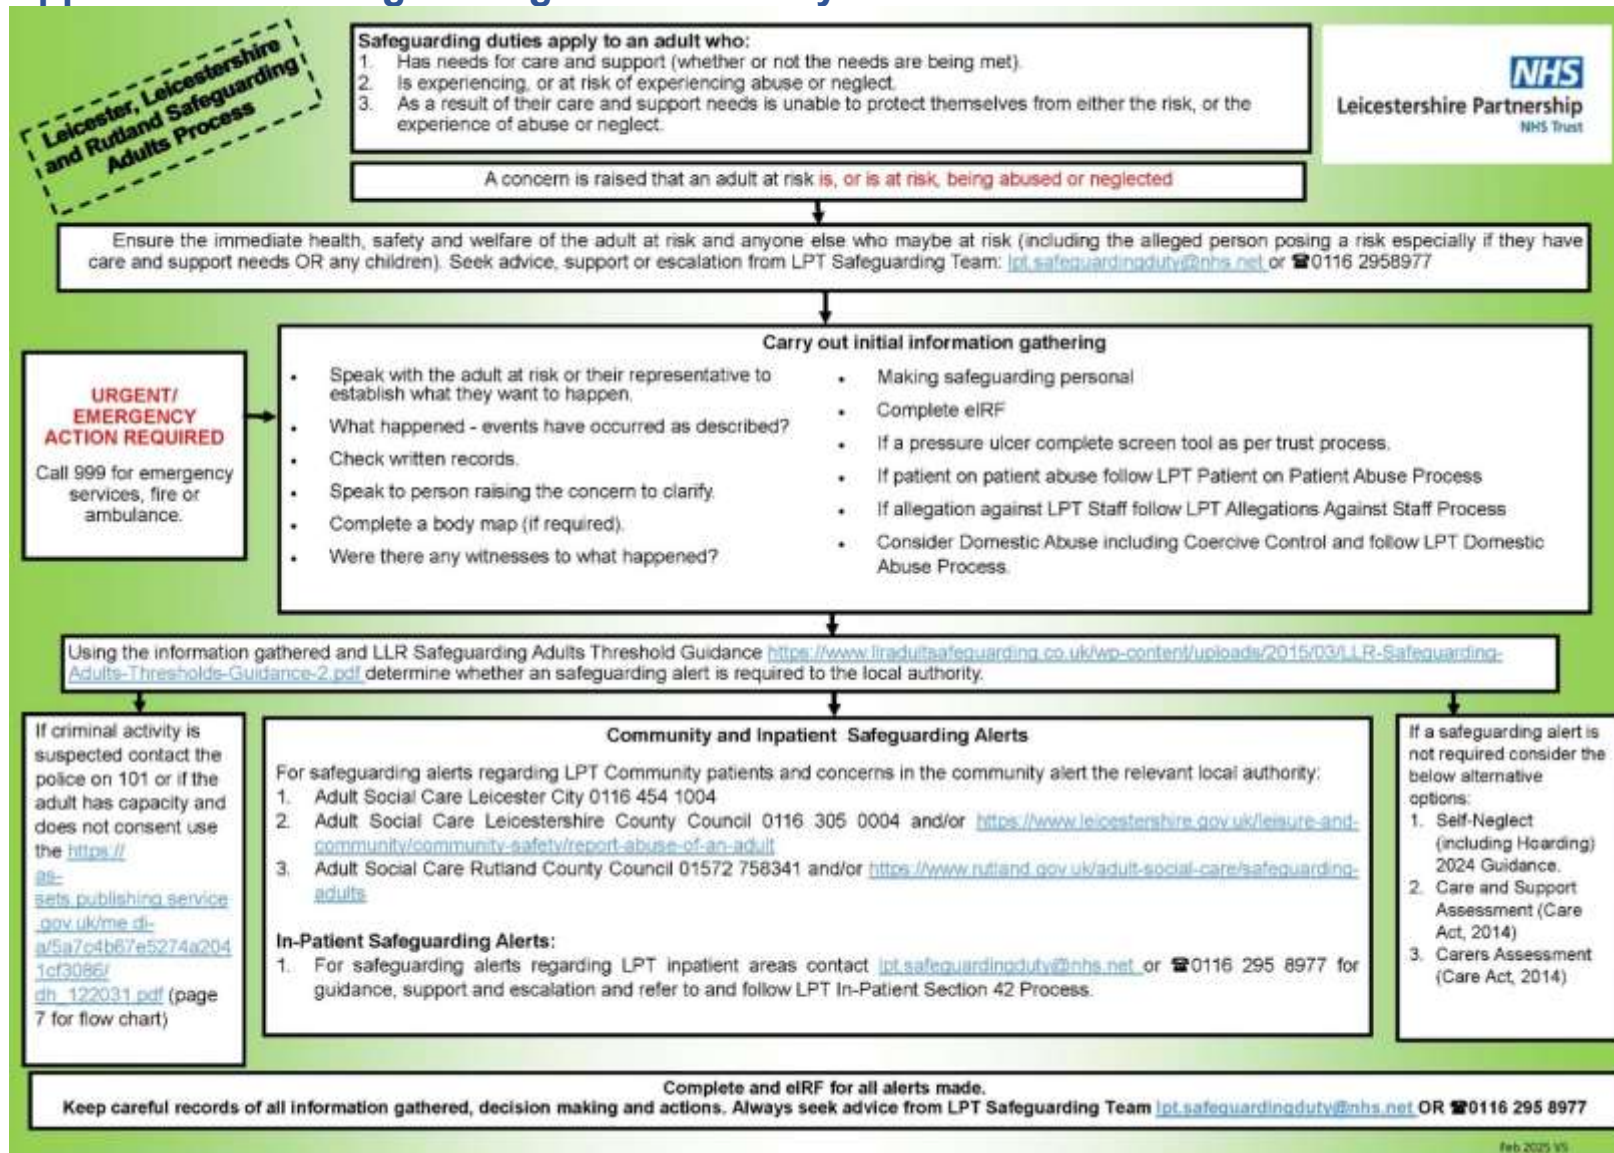 Leicester, Leicestershire
and Rutland Safeguarding
Adults Process
Safeguarding duties apply to an adult who:
1. Has needs for care and support (whether or not the needs are being met).
2. Is experiencing, or at risk of experiencing abuse or neglect.
3. As a result of their care and support needs is unable to protect themselves from either the risk, or the
experience of abuse or neglect.
NHS
Leicestershire Partnership
NHS Trust
A concern is raised that an adult at risk is, or is at risk, being abused or neglected
Ensure the immediate health, safety and welfare of the adult at risk and anyone else who maybe at risk (including the alleged person posing a risk especially if they have
care and support needs OR any children). Seek advice, support or escalation from LPT Safeguarding Team: lpt.safeguardingduty@nhs.net or ☎0116 2958977
URGENT/
EMERGENCY
ACTION REQUIRED
Call 999 for emergency
services, fire or
ambulance.
Carry out initial information gathering
• Speak with the adult at risk or their representative to
establish what they want to happen.
• What happened - events have occurred as described?
• Check written records.
• Speak to person raising the concern to clarify.
• Complete a body map (if required).
• Were there any witnesses to what happened?
• Making safeguarding personal
• Complete eIRF
• If a pressure ulcer complete screen tool as per trust process.
• If patient on patient abuse follow LPT Patient on Patient Abuse Process
• If allegation against LPT Staff follow LPT Allegations Against Staff Process
• Consider Domestic Abuse including Coercive Control and follow LPT Domestic
Abuse Process.
Using the information gathered and LLR Safeguarding Adults Threshold Guidance https://www.llradultsafeguarding.co.uk/wp-content/uploads/2015/03/LLR-Safeguarding-
Adults-Thresholds-Guidance-2.pdf determine whether an safeguarding alert is required to the local authority.
If criminal activity is
suspected contact the
police on 101 or if the
adult has capacity and
does not consent use
the https://
as-
sets.publishing.service
.gov.uk/me di-
a/5a7c4b67e5274a204
1cf3086/
dh_122031.pdf (page
7 for flow chart)
Community and Inpatient Safeguarding Alerts
For safeguarding alerts regarding LPT Community patients and concerns in the community alert the relevant local authority:
1. Adult Social Care Leicester City 0116 454 1004
2. Adult Social Care Leicestershire County Council 0116 305 0004 and/or https://www.leicestershire.gov.uk/leisure-and-
community/community-safety/report-abuse-of-an-adult
3. Adult Social Care Rutland County Council 01572 758341 and/or https://www.rutland.gov.uk/adult-social-care/safeguarding-
adults
In-Patient Safeguarding Alerts:
1. For safeguarding alerts regarding LPT inpatient areas contact lpt.safeguardingduty@nhs.net or ☎0116 295 8977 for
guidance, support and escalation and refer to and follow LPT In-Patient Section 42 Process.
If a safeguarding alert is
not required consider the
below alternative
options:
1. Self-Neglect
(including Hoarding)
2024 Guidance.
2. Care and Support
Assessment (Care
Act, 2014)
3. Carers Assessment
(Care Act, 2014)
Complete and eIRF for all alerts made.
Keep careful records of all information gathered, decision making and actions. Always seek advice from LPT Safeguarding Team lpt.safeguardingduty@nhs.net OR ☎0116 295 8977
Feb 2025 V5